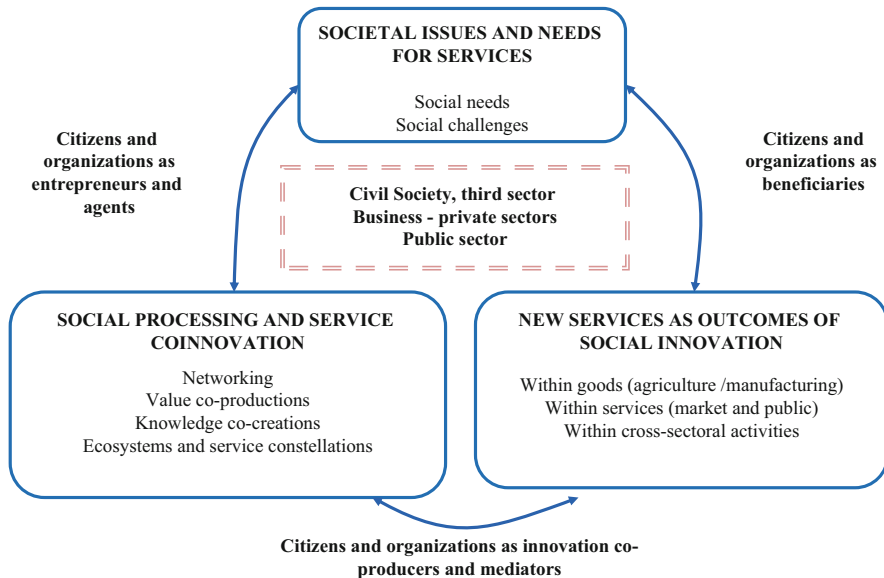 SOCIETAL ISSUES AND NEEDS
FOR SERVICES
Social needs
Social challenges
Citizens and
organizations as
entrepreneurs and
agents
Citizens and
organizations as
beneficiaries
Civil Society, third sector
Business - private sectors
Public sector
SOCIAL PROCESSING AND SERVICE
COINNOVATION
Networking
Value co-productions
Knowledge co-creations
Ecosystems and service constellations
NEW SERVICES AS OUTCOMES OF
SOCIAL INNOVATION
Within goods (agriculture /manufacturing)
Within services (market and public)
Within cross-sectoral activities
Citizens and organizations as innovation co-
producers and mediators